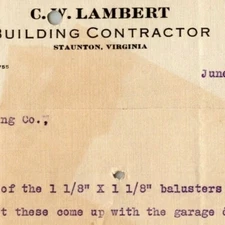 C. W. LAMBERT
BUILDING CONTRACTOR
STAUNTON, VIRGINIA
June
ng Co.,
of the 1 1/8" X 1 1/8" balusters
t these come up with the garage &